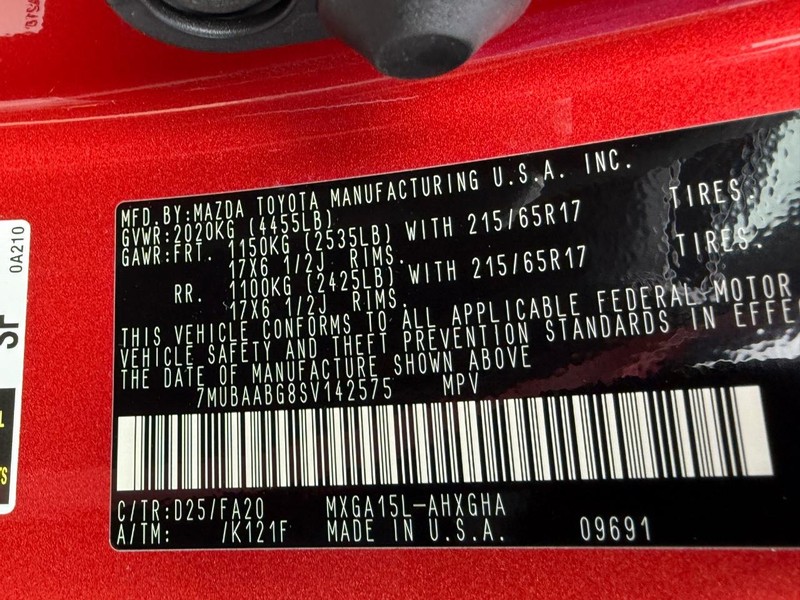 MFD.BY:MAZDA TOYOTA MANUFACTURING U.S.A. INC.
GVWR:2020KG (4455LB)
GAWR:FRT. 1150KG (2535LB) WITH 215/65R17 TIRES.
17X6 1/2J RIMS.
RR. 1100KG (2425LB) WITH 215/65R17 TIRES.
17X6 1/2J RIMS.
THIS VEHICLE CONFORMS TO ALL APPLICABLE FEDERAL MOTOR
VEHICLE SAFETY AND THEFT PREVENTION STANDARDS IN EFFE
THE DATE OF MANUFACTURE SHOWN ABOVE
7MUBAABG8SV142575 MPV
C/TR:D25/FA20 MXGA15L-AHXGHA
A/TM: /K121F MADE IN U.S.A. 09691
0A210